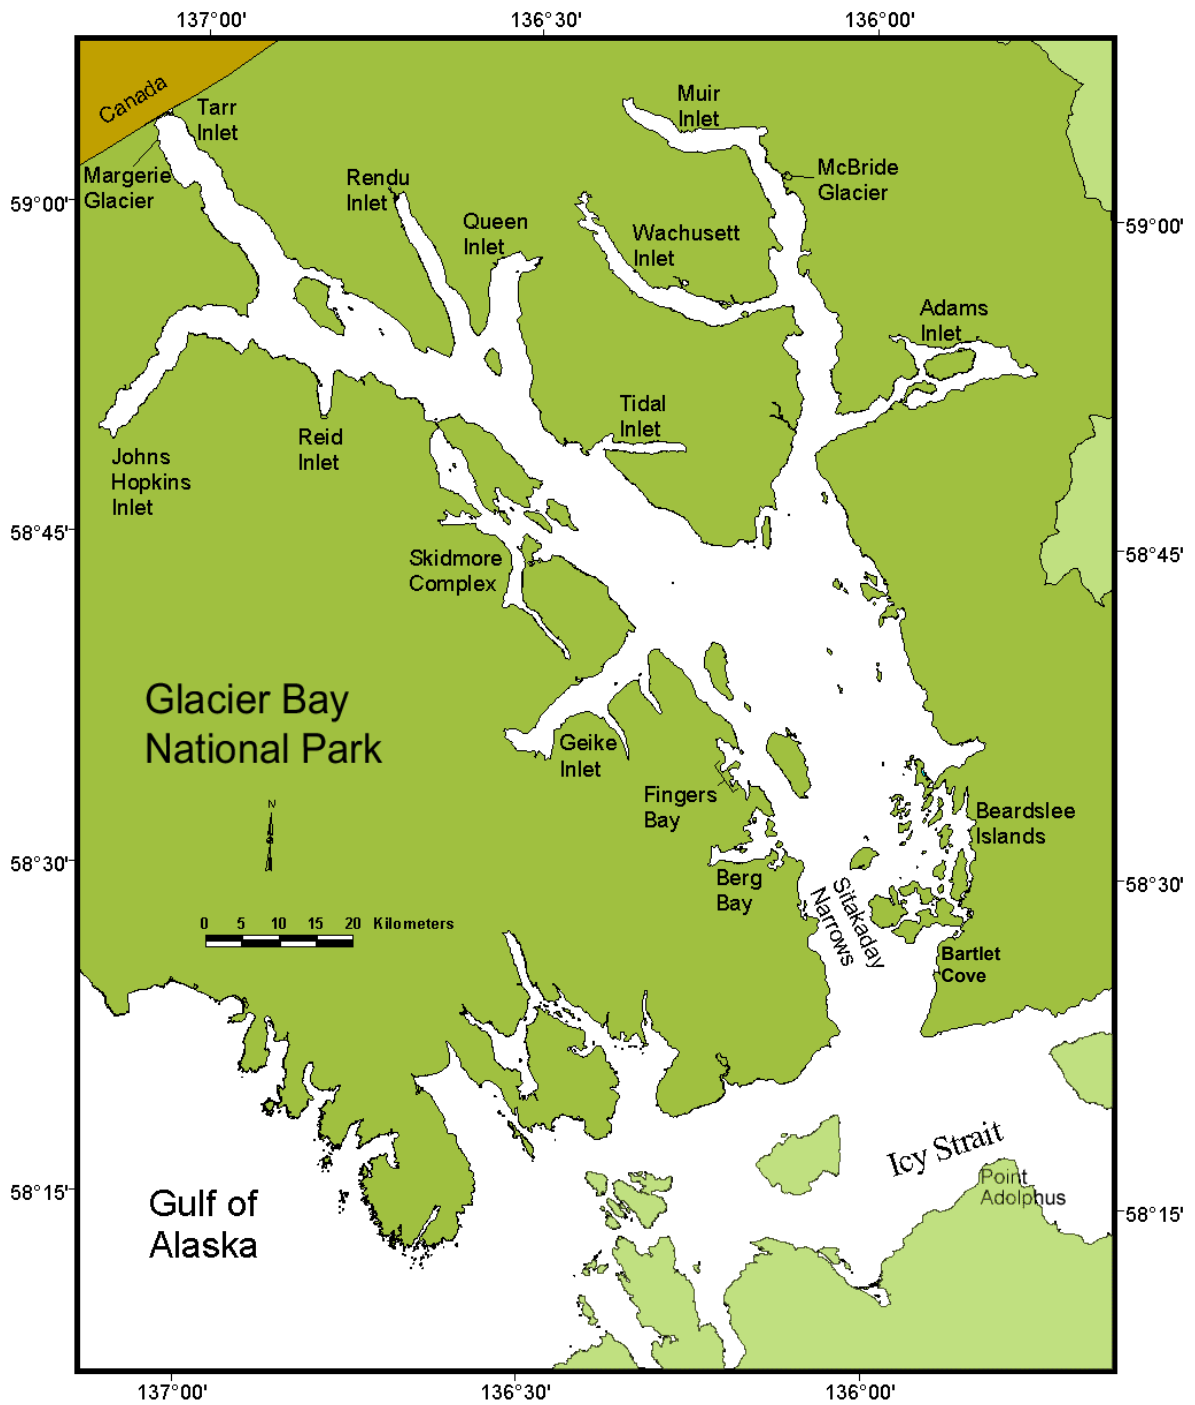 137°00'
136°30'
136°00'
Canada
Tarr
Inlet
Muir
Inlet
Margerie
Glacier
Rendu
Inlet
McBride
Glacier
59°00'
59°00'
Queen
Inlet
Wachusett
Inlet
Adams
Inlet
Tidal
Inlet
Reid
Inlet
Johns
Hopkins
Inlet
58°45'
58°45'
Skidmore
Complex
Glacier Bay
National Park
Geike
Inlet
Fingers
Bay
Beardslee
Islands
N
58°30'
58°30'
Berg
Bay
Sitakaday
Narrows
0 5 10 15 20 Kilometers
Bartlet
Cove
Icy Strait
Point
Adolphus
58°15'
58°15'
Gulf of
Alaska
137°00'
136°30'
136°00'